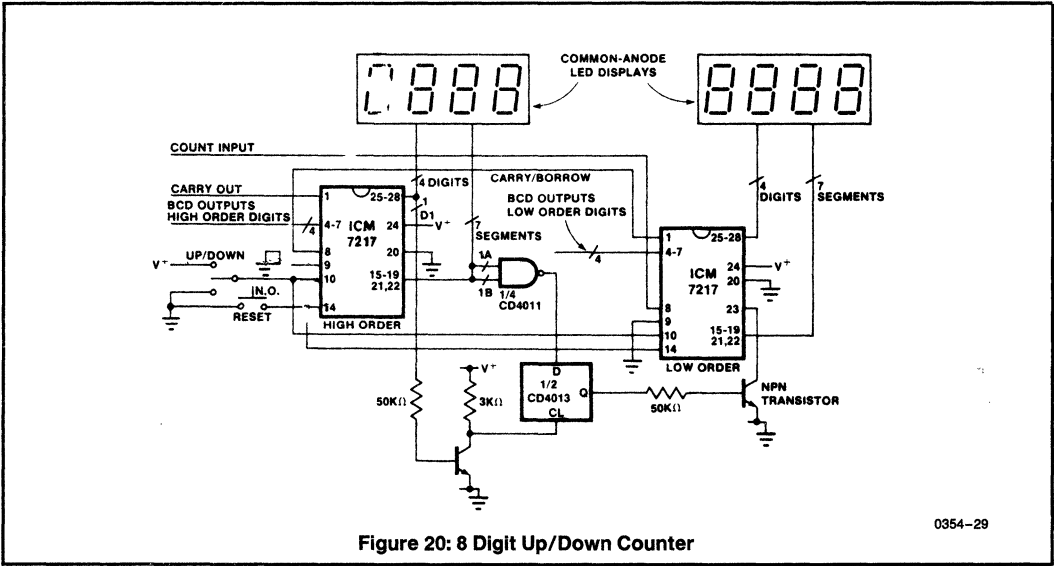 COMMON-ANODE
LED DISPLAYS
COUNT INPUT
CARRY OUT
BCD OUTPUTS
HIGH ORDER DIGITS
4
1
4-7
8
9
10
14
25-28
24
20
15-19
21,22
ICM
7217
HIGH ORDER
4 DIGITS
1
D1
V+
7
SEGMENTS
CARRY/BORROW
BCD OUTPUTS
LOW ORDER DIGITS
4
UP/DOWN
V+
N.O.
RESET
1A
1B
1/4
CD4011
4
DIGITS
7
SEGMENTS
1
4-7
8
9
10
14
25-28
24
20
23
15-19
21,22
ICM
7217
LOW ORDER
V+
50KΩ
V+
3KΩ
D
1/2
CD4013
CL
Q
50KΩ
NPN
TRANSISTOR
0354-29
Figure 20: 8 Digit Up/Down Counter